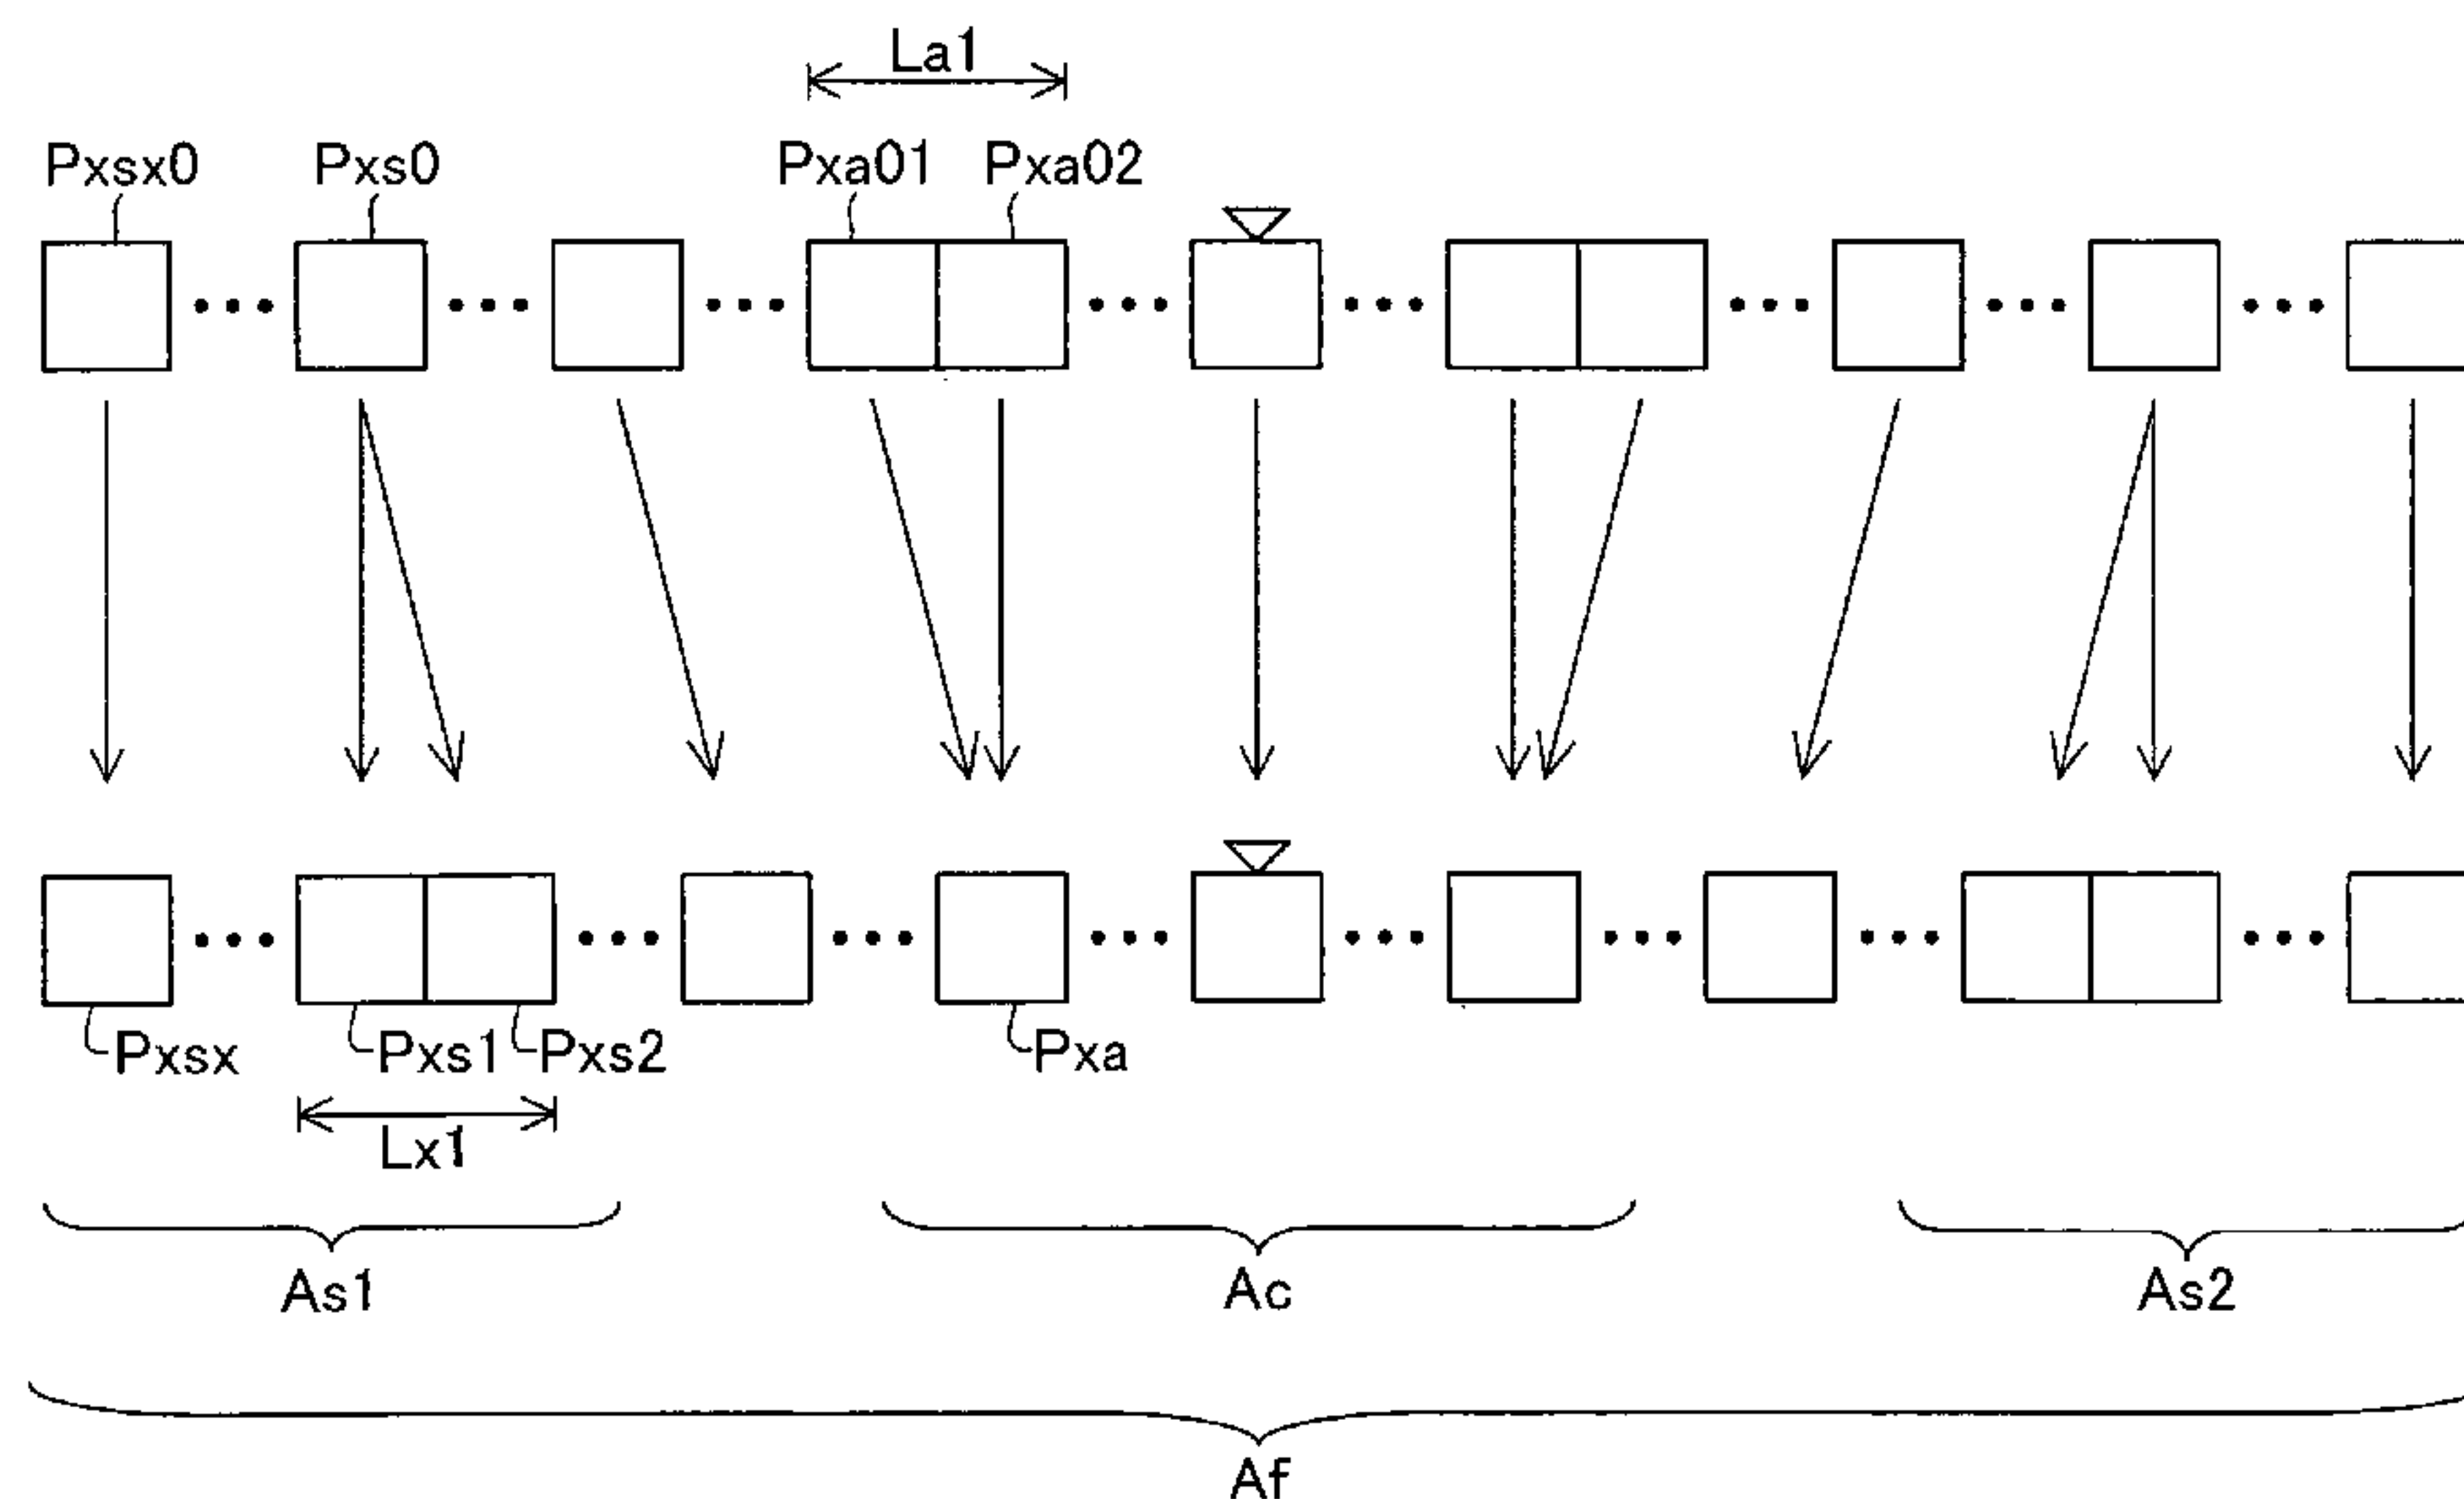 La1
Pxsx0 Pxs0 Pxa01 Pxa02
Pxsx Pxs1 Pxs2 Pxa
Lx1
As1 Ac As2
Af